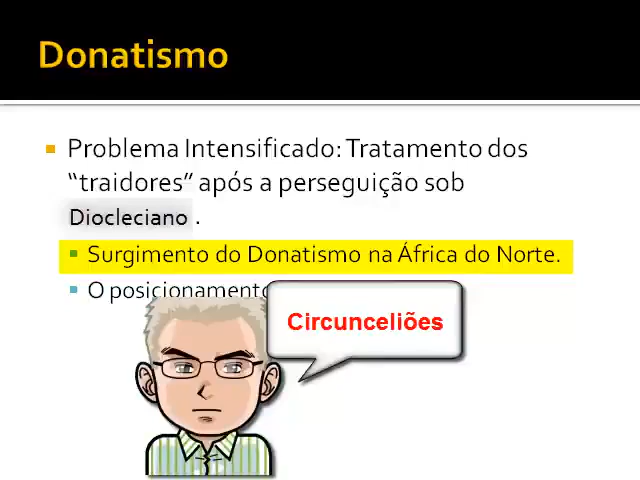 Donatismo
Problema Intensificado: Tratamento dos
“traidores” após a perseguição sob
Diocleciano .
Surgimento do Donatismo na África do Norte.
O posicionamento
Circunceliões